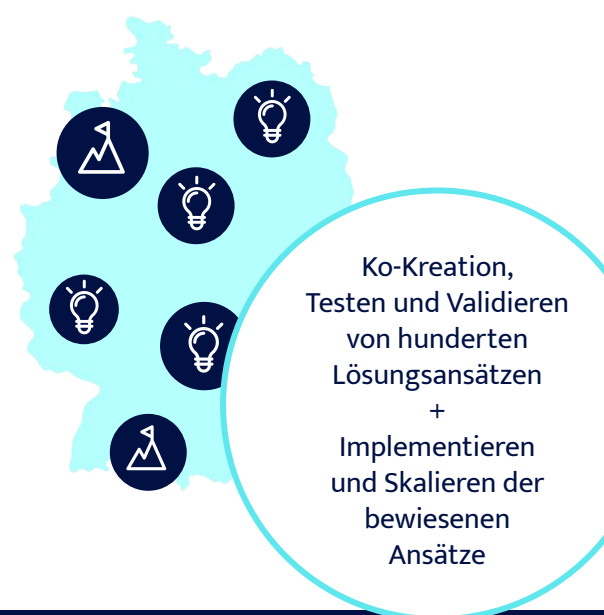 Ko-Kreation,
Testen und Validieren
von hunderten
Lösungsansätzen
+
Implementieren
und Skalieren der
bewiesenen
Ansätze